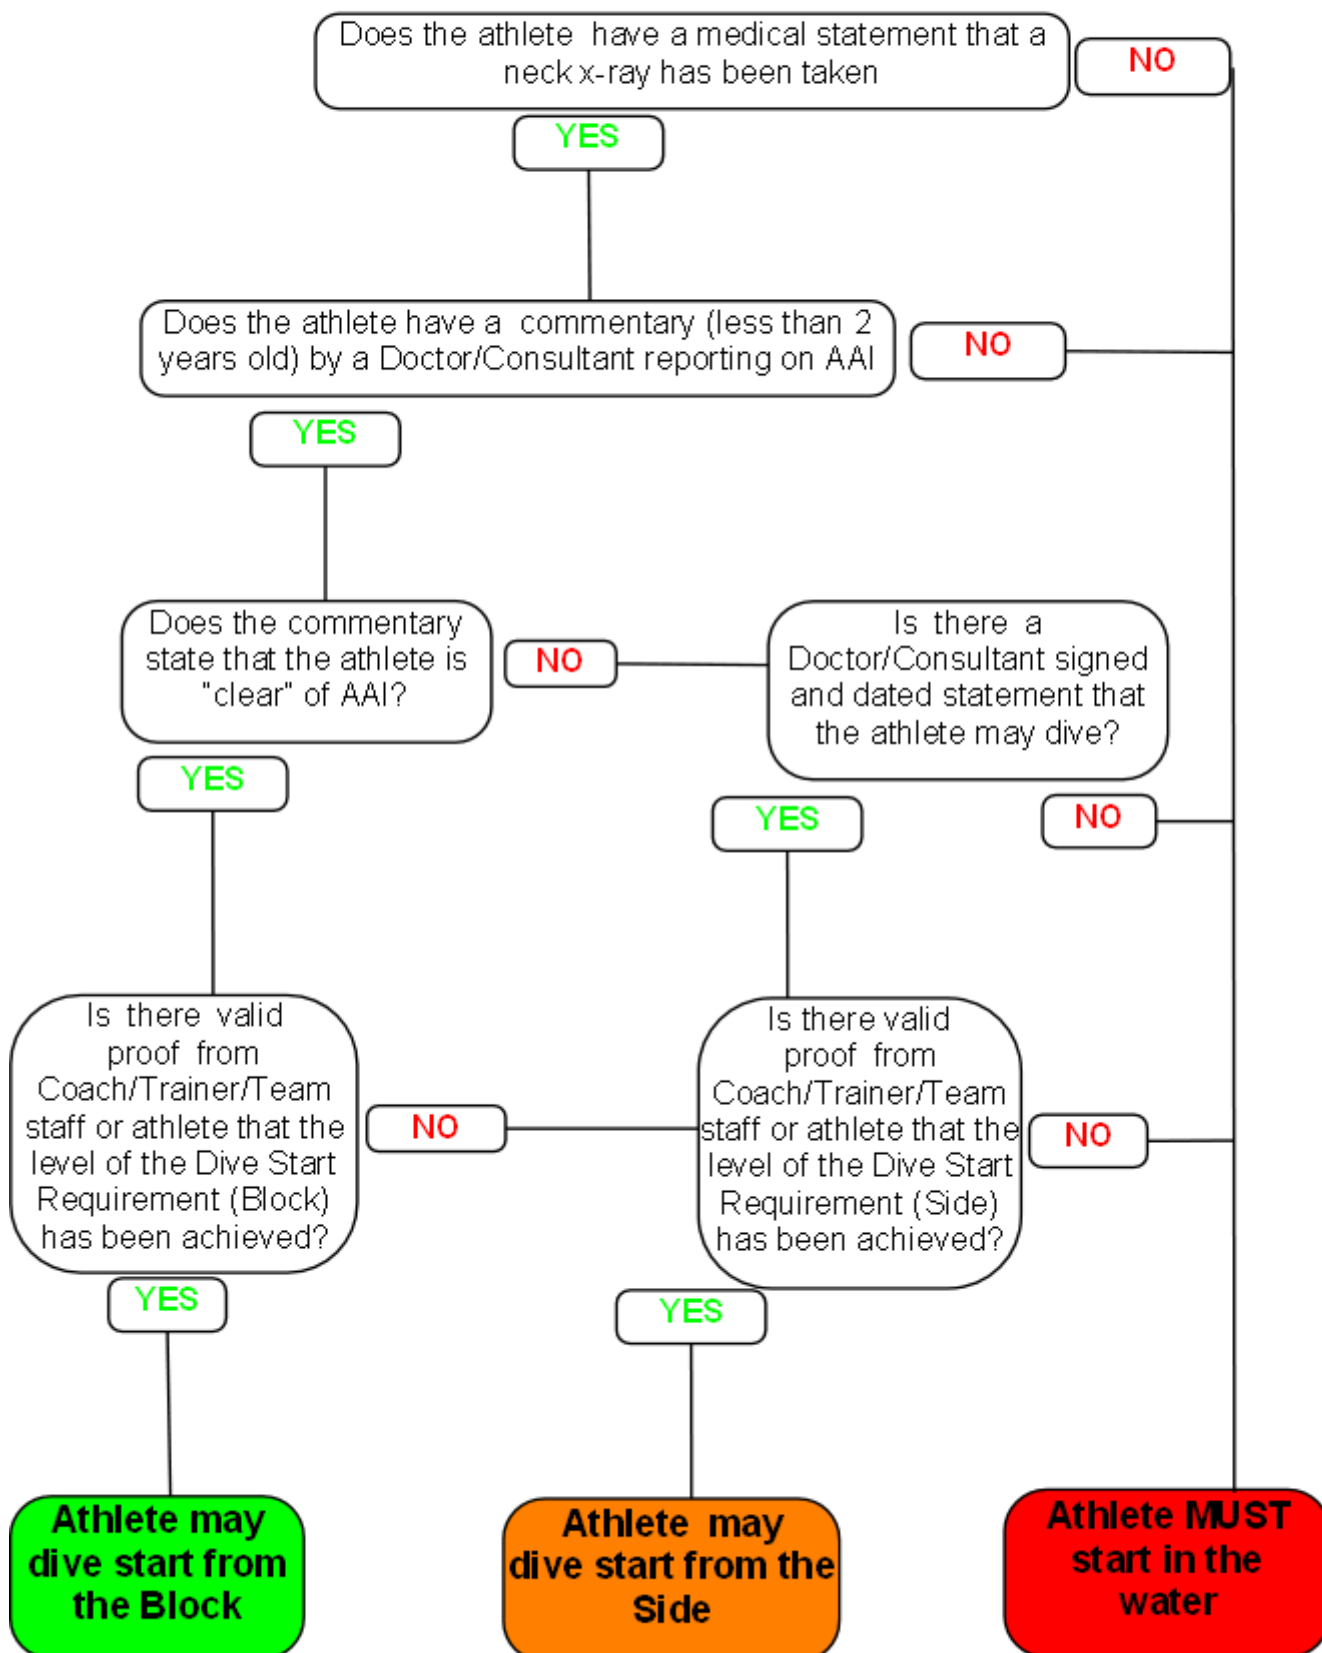 Does the athlete have a medical statement that a
neck x-ray has been taken
NO
YES
Does the athlete have a commentary (less than 2
years old) by a Doctor/Consultant reporting on AAI
NO
YES
Does the commentary
state that the athlete is
"clear" of AAI?
NO
Is there a
Doctor/Consultant signed
and dated statement that
the athlete may dive?
YES
YES
NO
Is there valid
proof from
Coach/Trainer/Team
staff or athlete that the
level of the Dive Start
Requirement (Block)
has been achieved?
NO
Is there valid
proof from
Coach/Trainer/Team
staff or athlete that the
level of the Dive Start
Requirement (Side)
has been achieved?
NO
YES
YES
Athlete may
dive start from
the Block
Athlete may
dive start from the
Side
Athlete MUST
start in the
water